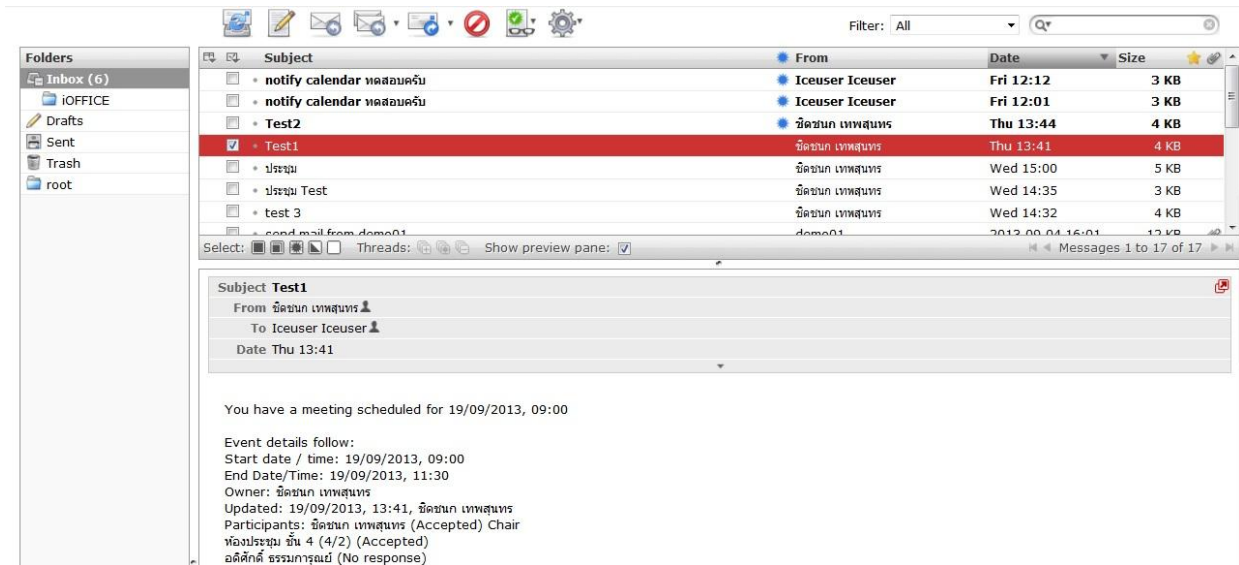 Filter: All
Folders
Subject From Date Size
Inbox (6)
iOFFICE
Drafts
Sent
Trash
root
notify calendar ทดสอบครับ Iceuser Iceuser Fri 12:12 3 KB
notify calendar ทดสอบครับ Iceuser Iceuser Fri 12:01 3 KB
Test2 ชิดชนก เทพสุนทร Thu 13:44 4 KB
Test1 ชิดชนก เทพสุนทร Thu 13:41 4 KB
ประชุม ชิดชนก เทพสุนทร Wed 15:00 5 KB
ประชุม Test ชิดชนก เทพสุนทร Wed 14:35 3 KB
test 3 ชิดชนก เทพสุนทร Wed 14:32 4 KB
send mail from demo01 demo01 2013-09-04 16:01 12 KB
Select: Threads: Show preview pane: Messages 1 to 17 of 17
Subject Test1
From ชิดชนก เทพสุนทร
To Iceuser Iceuser
Date Thu 13:41
You have a meeting scheduled for 19/09/2013, 09:00
Event details follow:
Start date / time: 19/09/2013, 09:00
End Date/Time: 19/09/2013, 11:30
Owner: ชิดชนก เทพสุนทร
Updated: 19/09/2013, 13:41, ชิดชนก เทพสุนทร
Participants: ชิดชนก เทพสุนทร (Accepted) Chair
ห้องประชุม ชั้น 4 (4/2) (Accepted)
อดิศักดิ์ ธรรมการุณย์ (No response)